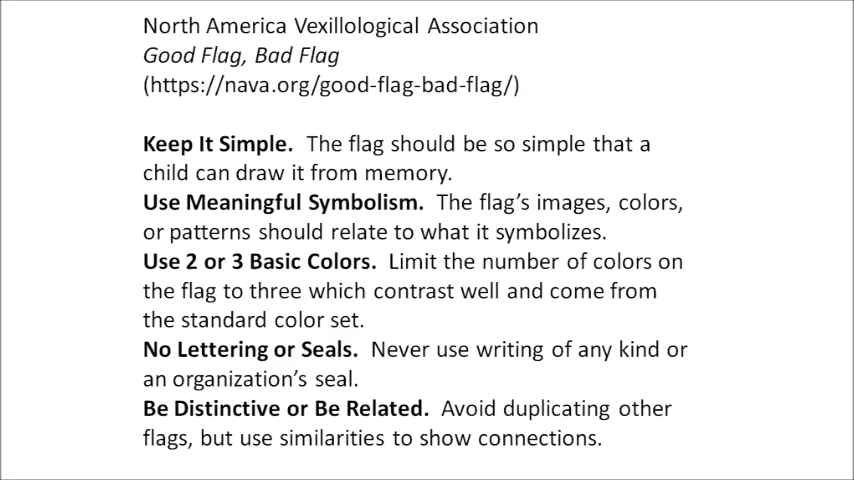 North America Vexillological Association
Good Flag, Bad Flag
(https://nava.org/good-flag-bad-flag/)
Keep It Simple. The flag should be so simple that a
child can draw it from memory.
Use Meaningful Symbolism. The flag’s images, colors,
or patterns should relate to what it symbolizes.
Use 2 or 3 Basic Colors. Limit the number of colors on
the flag to three which contrast well and come from
the standard color set.
No Lettering or Seals. Never use writing of any kind or
an organization’s seal.
Be Distinctive or Be Related. Avoid duplicating other
flags, but use similarities to show connections.